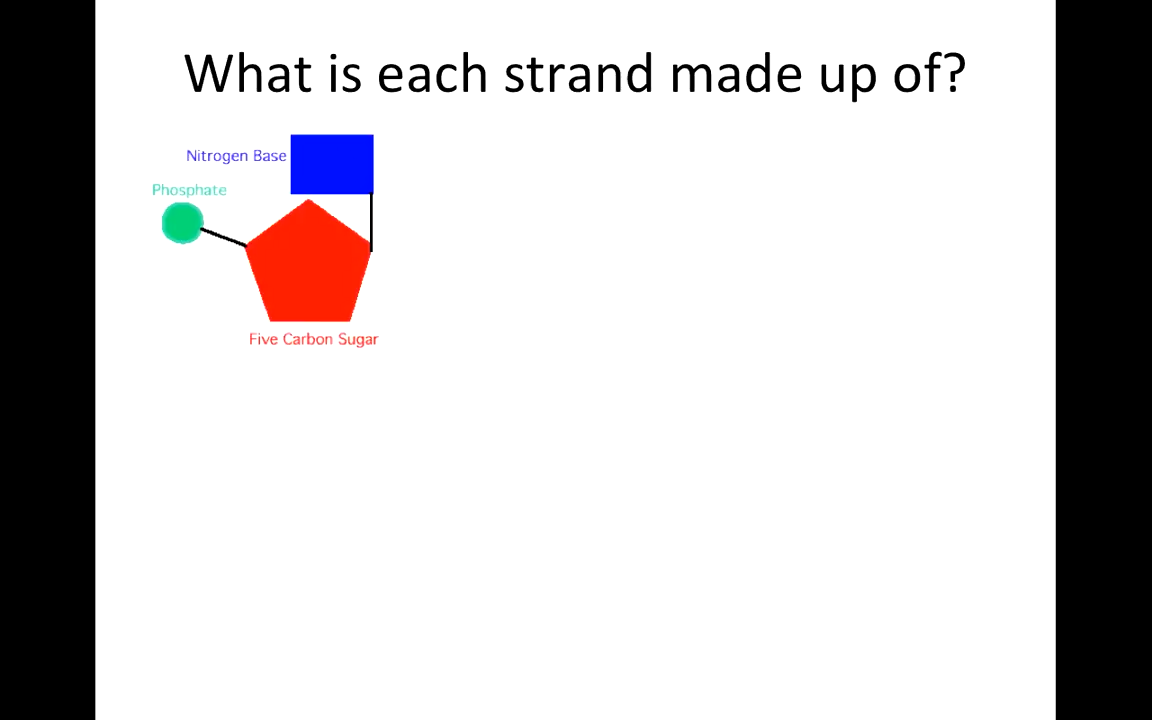 What is each strand made up of?
Nitrogen Base
Phosphate
Five Carbon Sugar